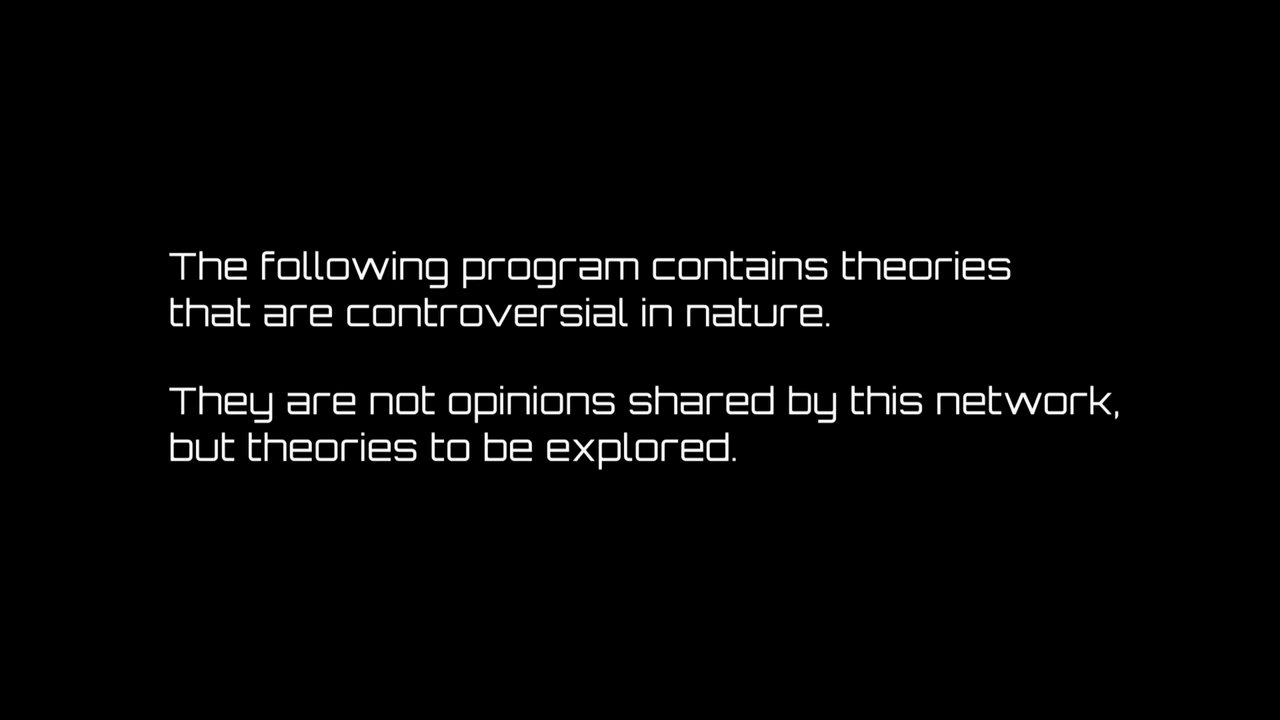 The following program contains theories
that are controversial in nature.
They are not opinions shared by this network,
but theories to be explored.